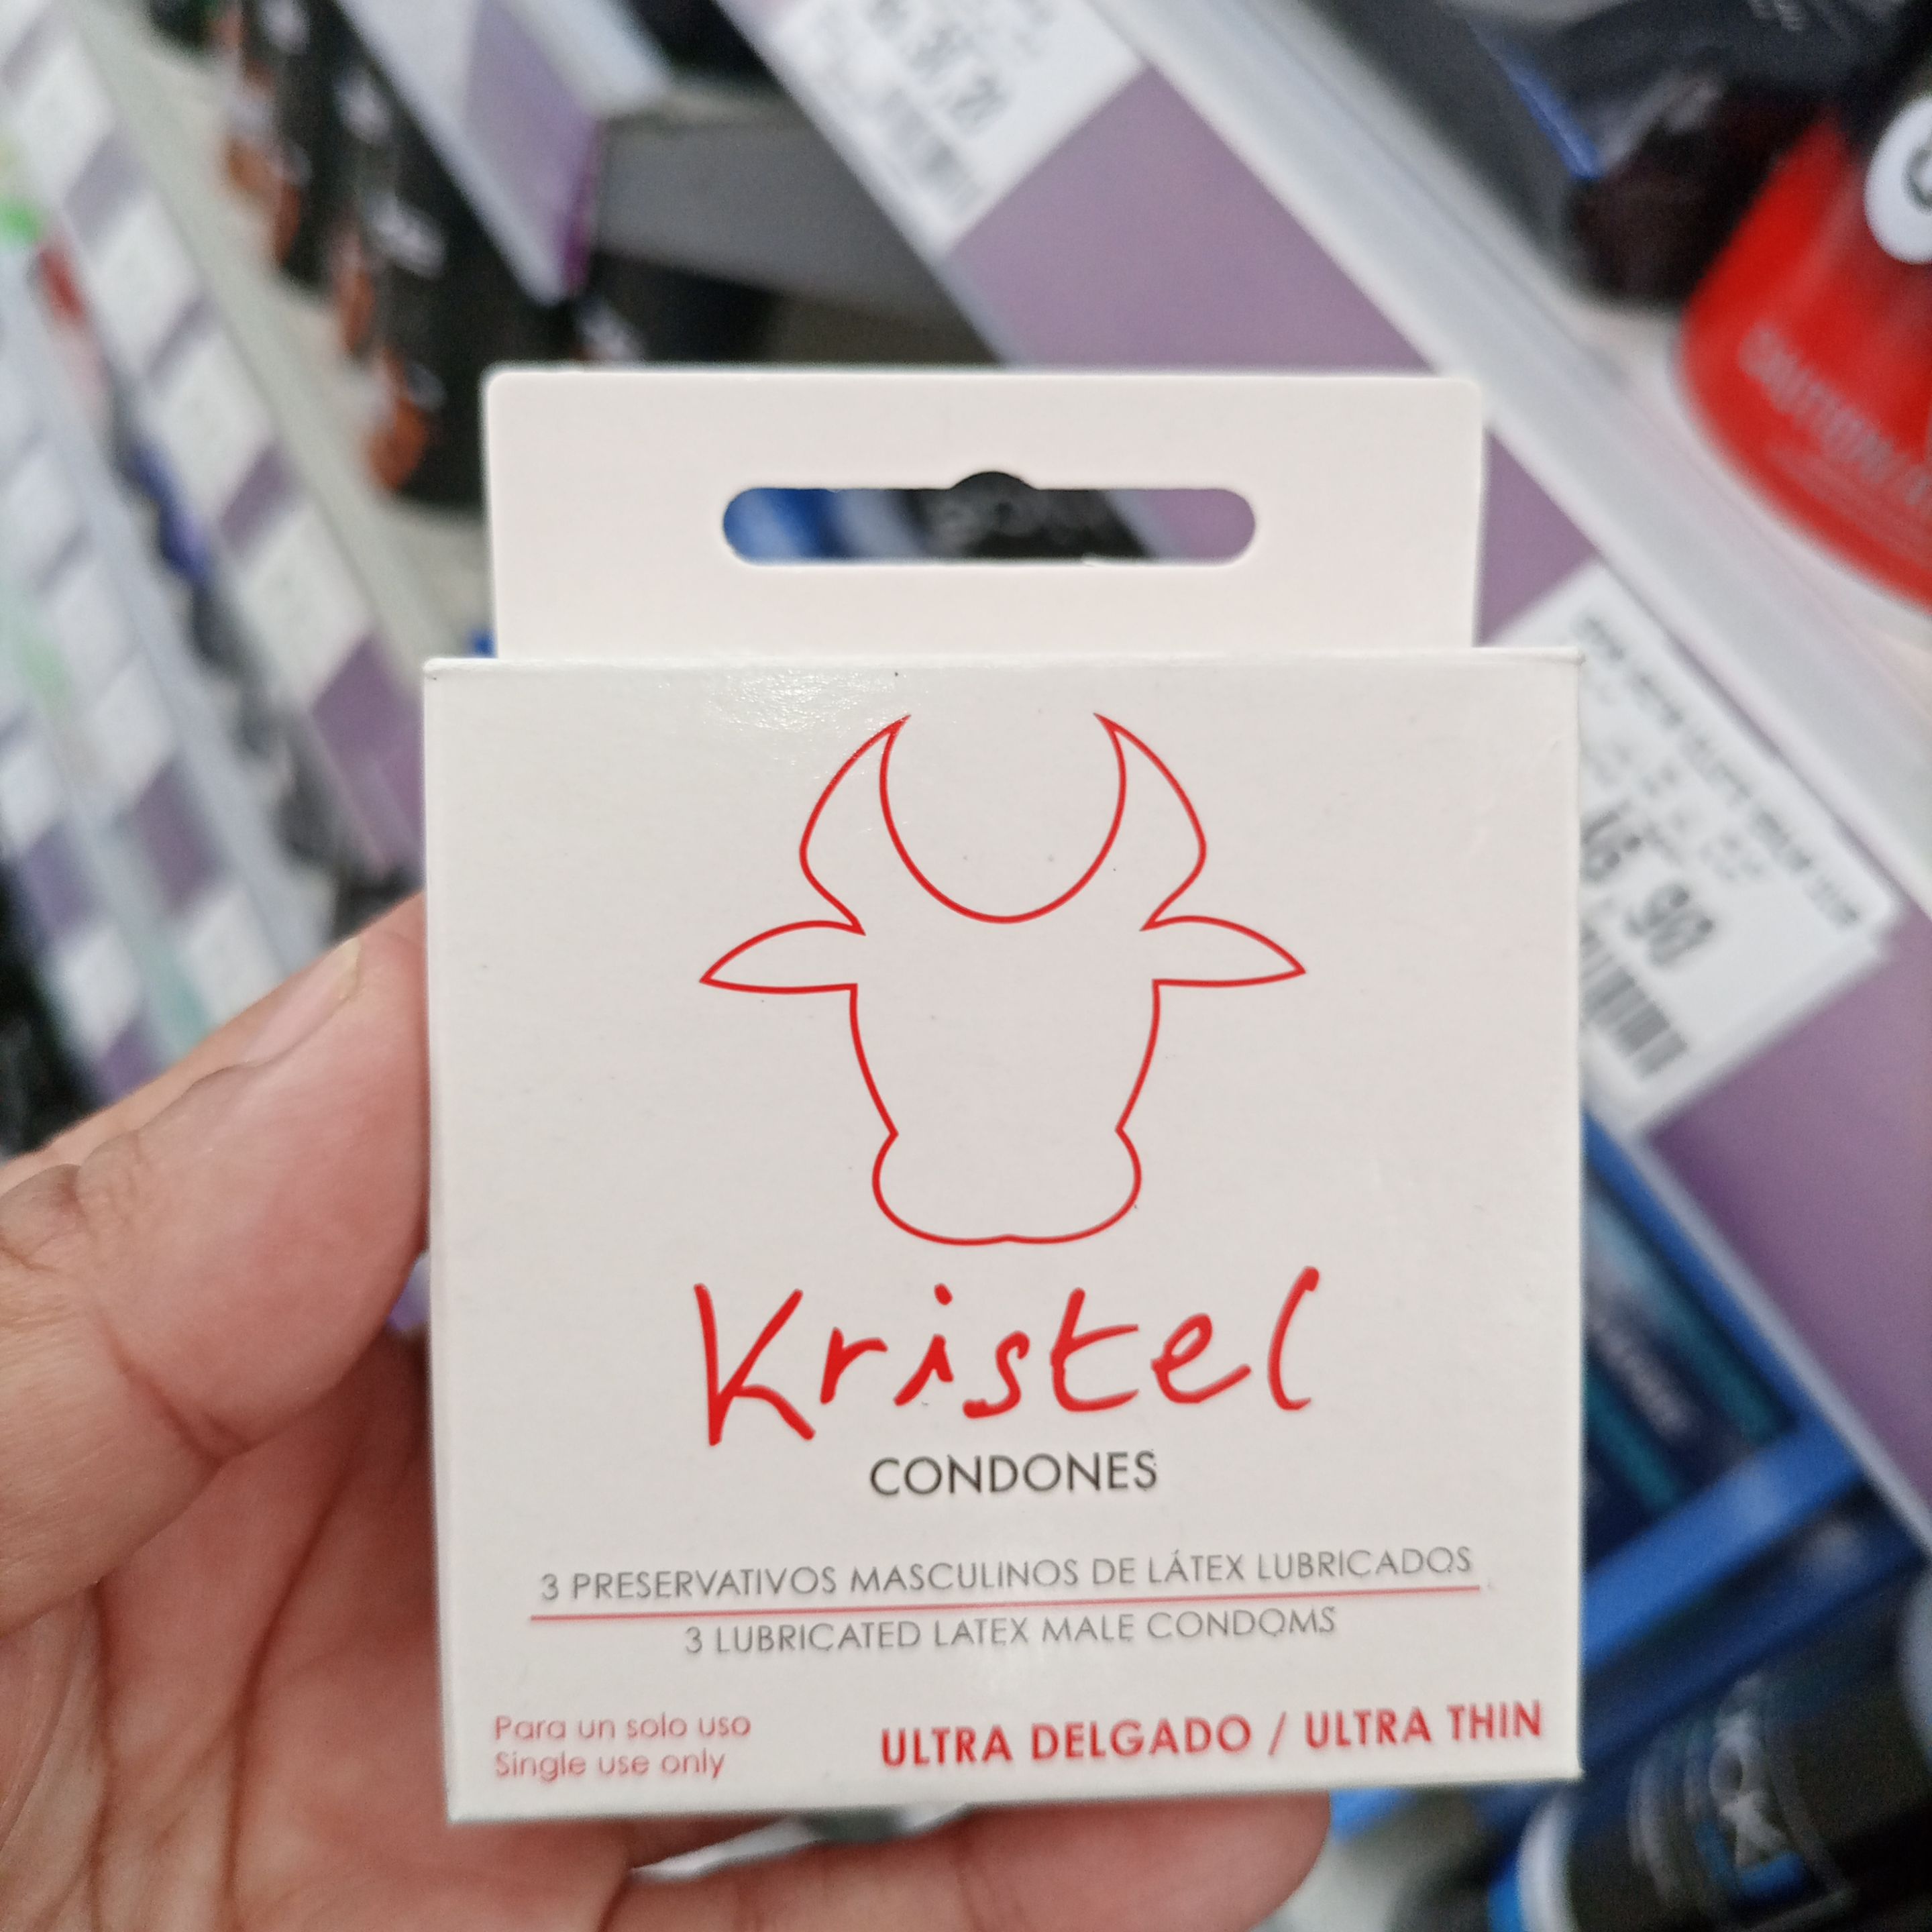 Kristel
CONDONES
3 PRESERVATIVOS MASCULINOS DE LÁTEX LUBRICADOS
3 LUBRICATED LATEX MALE CONDOMS
Para un solo uso
Single use only
ULTRA DELGADO / ULTRA THIN